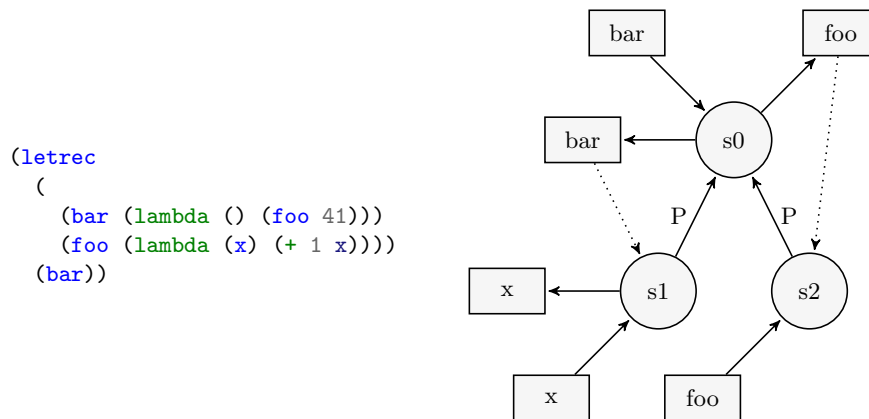 (letrec
(
(bar (lambda () (foo 41)))
(foo (lambda (x) (+ 1 x))))
(bar))
bar
foo
bar
s0
P
P
x
s1
s2
x
foo